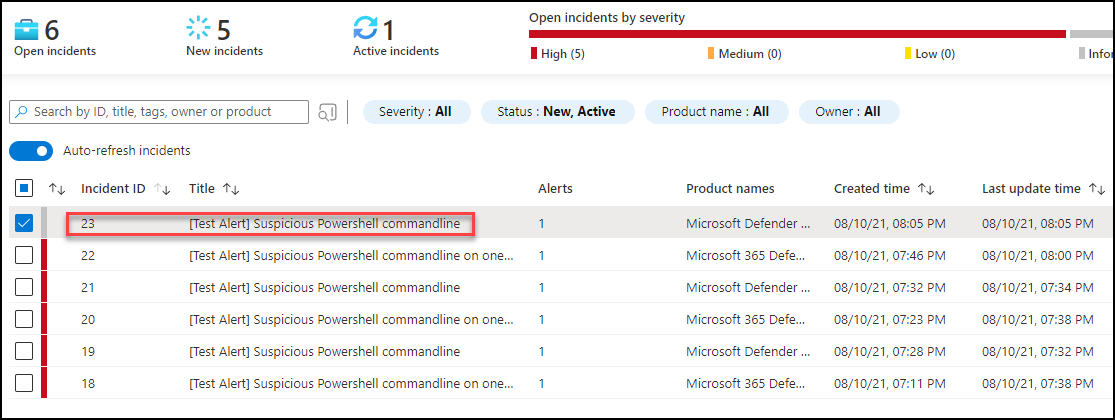 6 5 1 Open incidents by severity
Open incidents New incidents Active incidents
High (5) Medium (0) Low (0) Infor
Search by ID, title, tags, owner or product Severity : All Status : New, Active Product name : All Owner : All
Auto-refresh incidents
Incident ID Title Alerts Product names Created time Last update time
23 [Test Alert] Suspicious Powershell commandline 1 Microsoft Defender ... 08/10/21, 08:05 PM 08/10/21, 08:05 PM
22 [Test Alert] Suspicious Powershell commandline on one... 1 Microsoft 365 Defe... 08/10/21, 07:46 PM 08/10/21, 08:00 PM
21 [Test Alert] Suspicious Powershell commandline 1 Microsoft Defender ... 08/10/21, 07:32 PM 08/10/21, 07:34 PM
20 [Test Alert] Suspicious Powershell commandline on one... 1 Microsoft 365 Defe... 08/10/21, 07:23 PM 08/10/21, 07:38 PM
19 [Test Alert] Suspicious Powershell commandline 1 Microsoft Defender ... 08/10/21, 07:28 PM 08/10/21, 07:32 PM
18 [Test Alert] Suspicious Powershell commandline on one... 1 Microsoft 365 Defe... 08/10/21, 07:11 PM 08/10/21, 07:38 PM